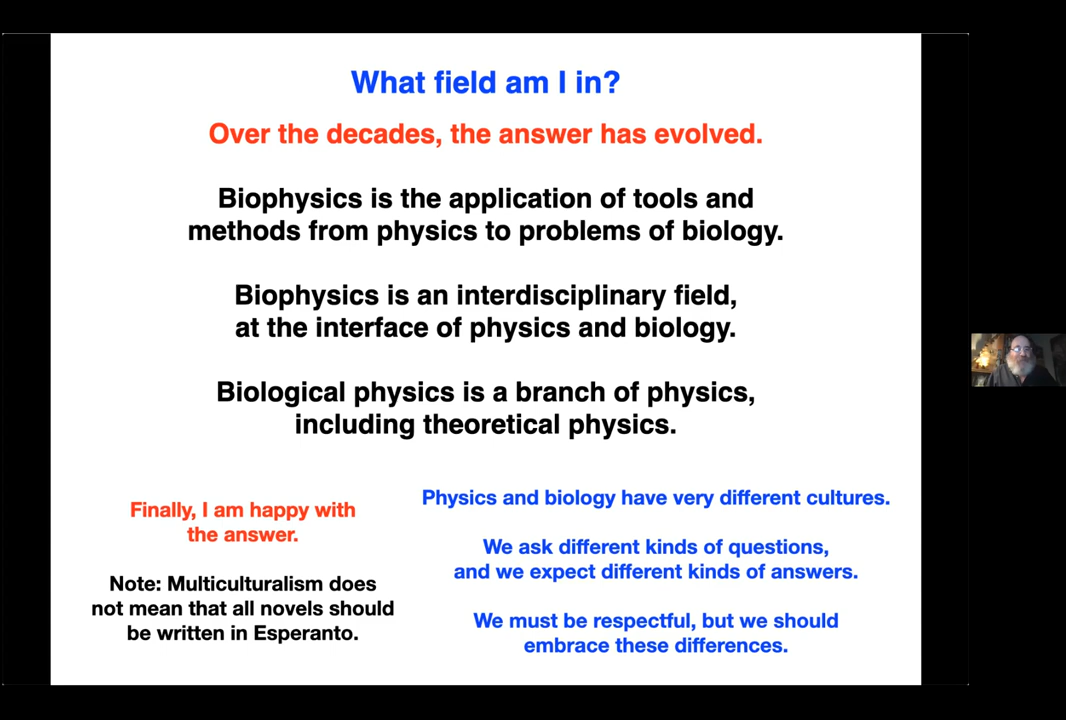 What field am I in?
Over the decades, the answer has evolved.
Biophysics is the application of tools and
methods from physics to problems of biology.
Biophysics is an interdisciplinary field,
at the interface of physics and biology.
Biological physics is a branch of physics,
including theoretical physics.
Finally, I am happy with
the answer.
Note: Multiculturalism does
not mean that all novels should
be written in Esperanto.
Physics and biology have very different cultures.
We ask different kinds of questions,
and we expect different kinds of answers.
We must be respectful, but we should
embrace these differences.